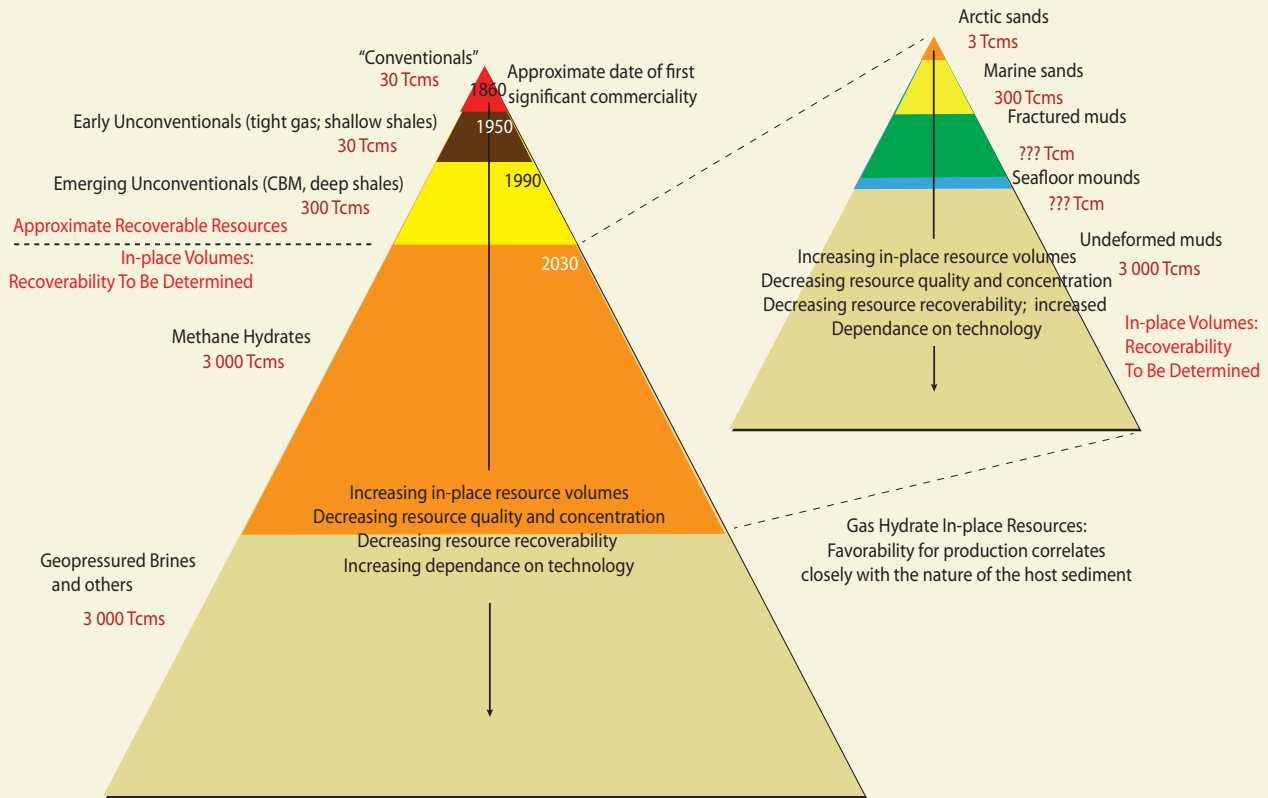 “Conventionals”
30 Tcms
1860
Approximate date of first
significant commerciality
Early Unconventionals (tight gas; shallow shales)
30 Tcms
1950
Emerging Unconventionals (CBM, deep shales)
300 Tcms
1990
Approximate Recoverable Resources
In-place Volumes:
Recoverability To Be Determined
2030
Methane Hydrates
3 000 Tcms
Increasing in-place resource volumes
Decreasing resource quality and concentration
Decreasing resource recoverability
Increasing dependance on technology
Geopressured Brines
and others
3 000 Tcms
Arctic sands
3 Tcms
Marine sands
300 Tcms
Fractured muds
??? Tcm
Seafloor mounds
??? Tcm
Undeformed muds
3 000 Tcms
Increasing in-place resource volumes
Decreasing resource quality and concentration
Decreasing resource recoverability; increased
Dependance on technology
In-place Volumes:
Recoverability
To Be Determined
Gas Hydrate In-place Resources:
Favorability for production correlates
closely with the nature of the host sediment